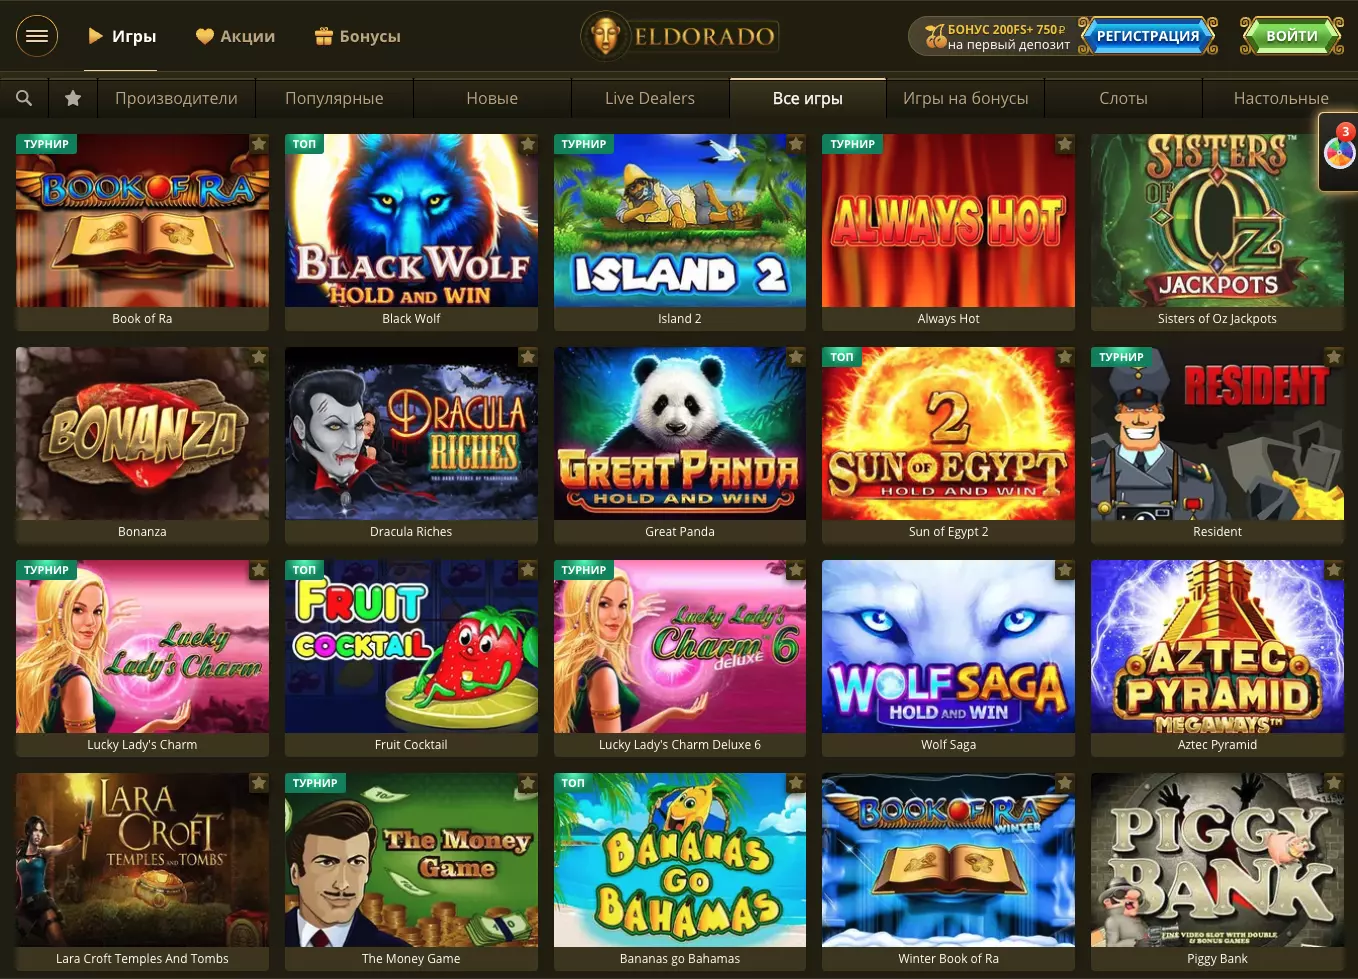 Игры
Акции
Бонусы
ELDORADO
БОНУС 200FS+ 750₽
на первый депозит
РЕГИСТРАЦИЯ
ВОЙТИ
Производители
Популярные
Новые
Live Dealers
Все игры
Игры на бонусы
Слоты
Настольные
3
ТУРНИР
BOOK OF RA
Book of Ra
ТОП
BLACK WOLF
HOLD AND WIN
Black Wolf
ТУРНИР
ISLAND 2
Island 2
ТУРНИР
ALWAYS HOT
Always Hot
SISTERS™
OF
OZ
JACKPOTS
Sisters of Oz Jackpots
BONANZA
Bonanza
DRACULA
RICHES
Dracula Riches
GREAT PANDA
HOLD AND WIN
Great Panda
ТОП
2
SUN OF EGYPT
HOLD AND WIN
Sun of Egypt 2
ТУРНИР
RESIDENT
Resident
ТУРНИР
Lucky
Lady's Charm
Lucky Lady's Charm
ТОП
FRUIT
COCKTAIL
Fruit Cocktail
ТУРНИР
Lucky Lady's
Charm™ 6
deluxe
Lucky Lady's Charm Deluxe 6
WOLF SAGA
HOLD AND WIN
Wolf Saga
AZTEC
PYRAMID
MEGAWAYS™
Aztec Pyramid
LARA
CROFT
TEMPLES AND TOMBS™
Lara Croft Temples And Tombs
ТУРНИР
The Money
Game
The Money Game
ТОП
BANANAS
GO
BAHAMAS
Bananas go Bahamas
BOOK OF RA
WINTER
Winter Book of Ra
PIGGY
BANK
FINE VIDEO SLOT WITH DOUBLE
& BONUS GAMES
Piggy Bank